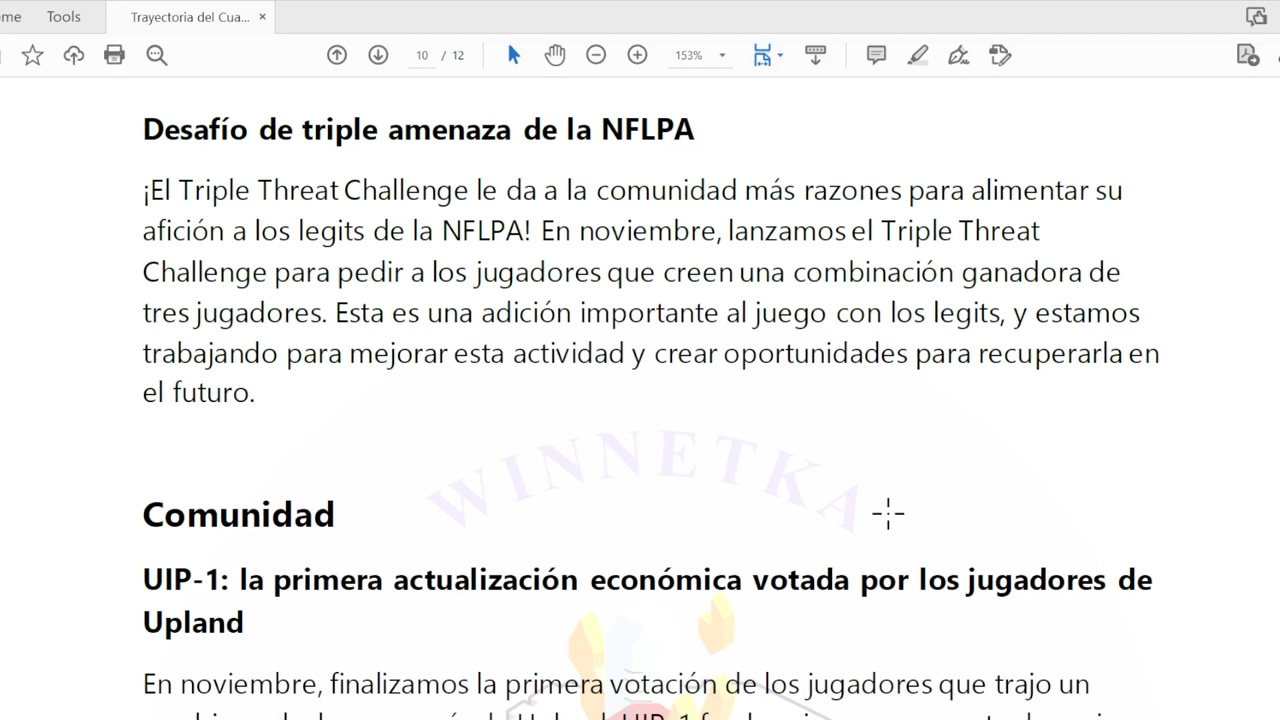 ome Tools Trayectoria del Cua... ×
10 / 12 153%
Desafío de triple amenaza de la NFLPA
¡El Triple Threat Challenge le da a la comunidad más razones para alimentar su
afición a los legits de la NFLPA! En noviembre, lanzamos el Triple Threat
Challenge para pedir a los jugadores que creen una combinación ganadora de
tres jugadores. Esta es una adición importante al juego con los legits, y estamos
trabajando para mejorar esta actividad y crear oportunidades para recuperarla en
el futuro.
WINNETKA
Comunidad
UIP-1: la primera actualización económica votada por los jugadores de
Upland
En noviembre, finalizamos la primera votación de los jugadores que trajo un